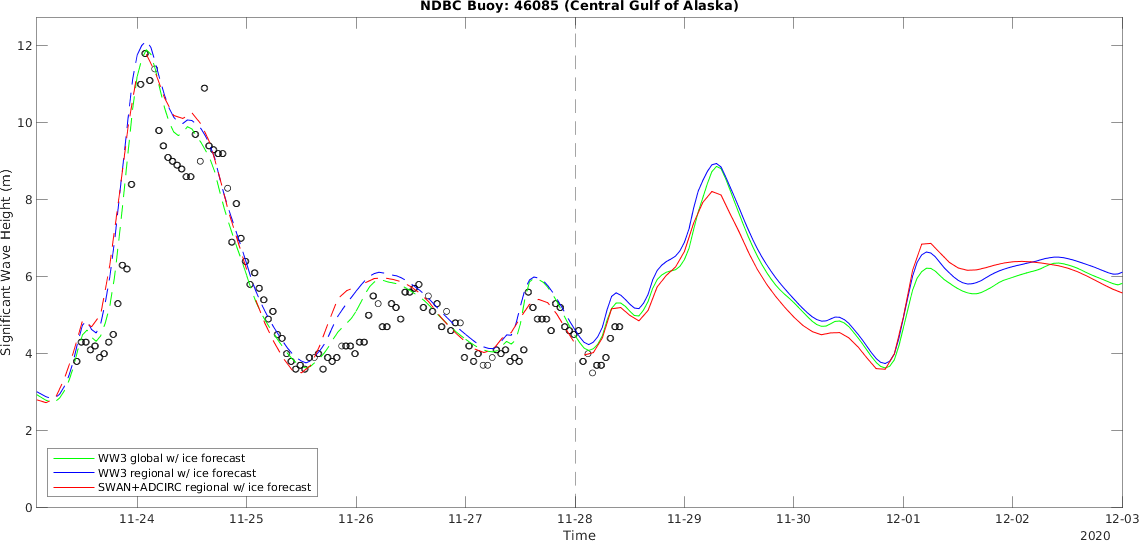 NDBC Buoy: 46085 (Central Gulf of Alaska)
Significant Wave Height (m)
12
10
8
6
4
2
0
WW3 global w/ ice forecast
WW3 regional w/ ice forecast
SWAN+ADCIRC regional w/ ice forecast
11-24 11-25 11-26 11-27 11-28 11-29 11-30 12-01 12-02 12-03
Time
2020